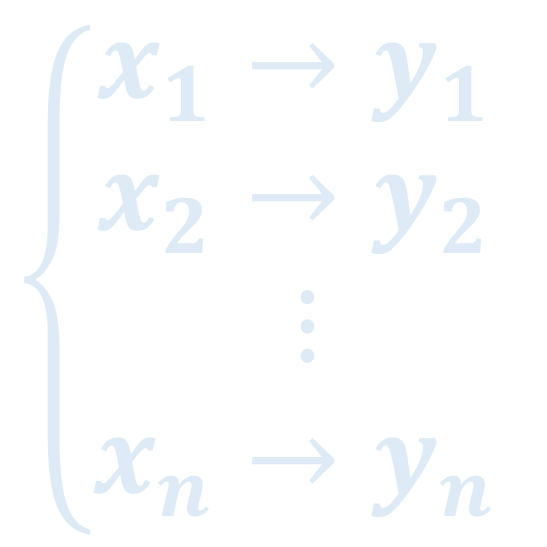 x₁ → y₁
x₂ → y₂
⋮
xₙ → yₙ